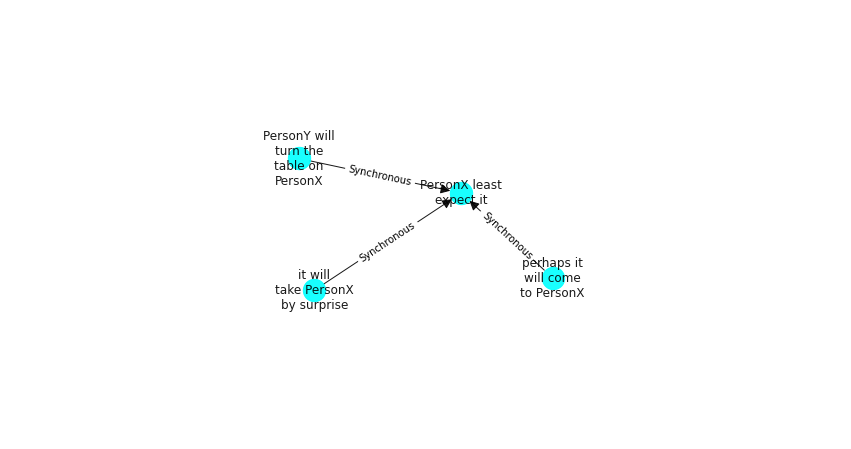 PersonY will
turn the
table on
PersonX
Synchronous
PersonX least
expect it
Synchronous
Synchronous
it will
take PersonX
by surprise
perhaps it
will come
to PersonX